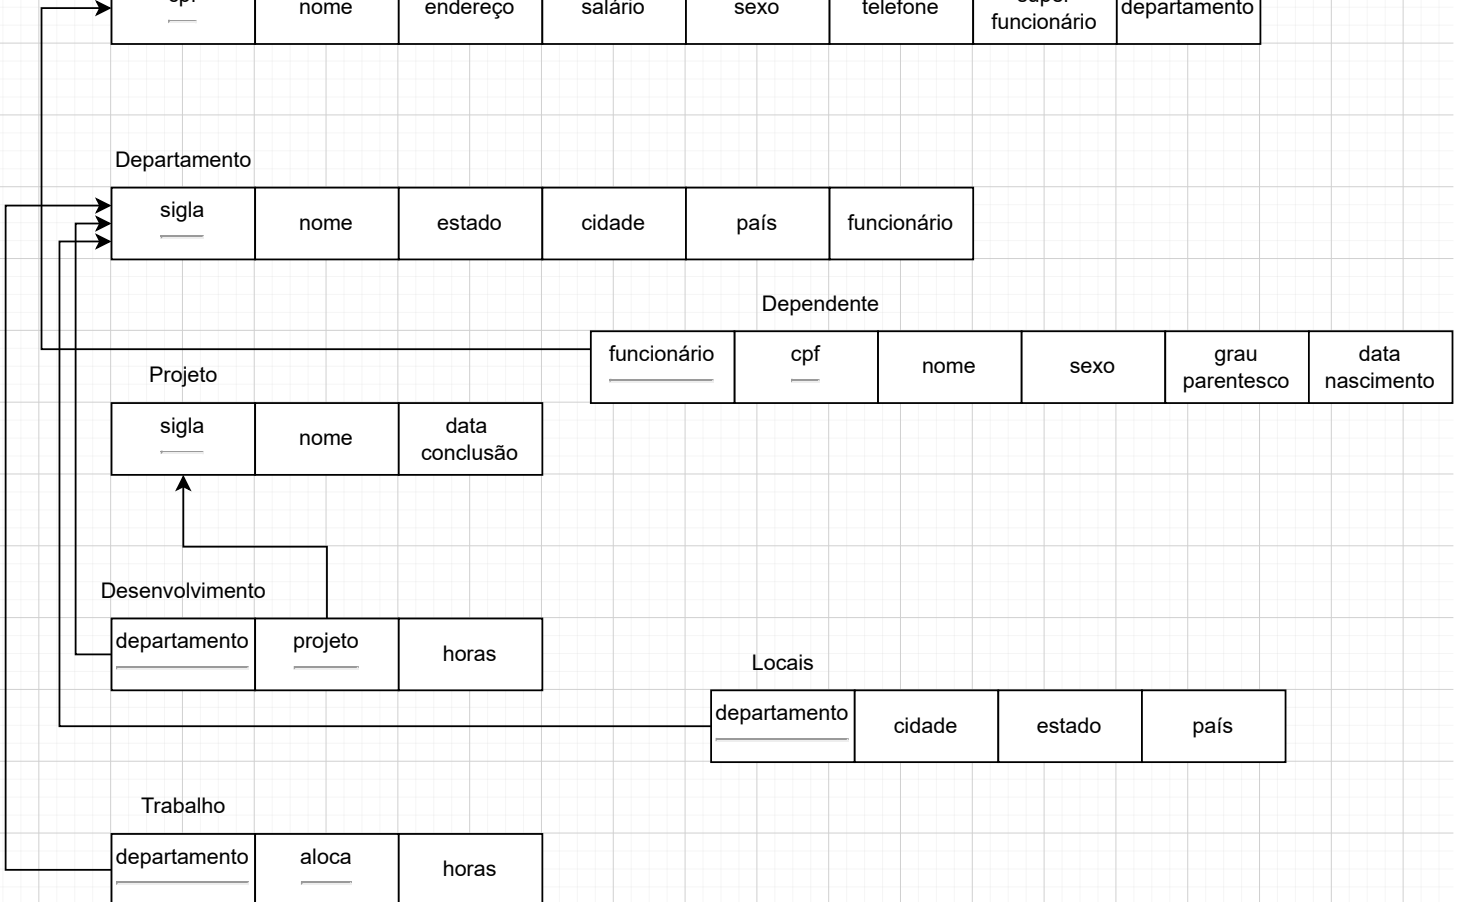 nome endereço salário sexo telefone funcionário departamento
Departamento
sigla nome estado cidade país funcionário
Dependente
funcionário cpf nome sexo grau parentesco data nascimento
Projeto
sigla nome data conclusão
Desenvolvimento
departamento projeto horas
Locais
departamento cidade estado país
Trabalho
departamento aloca horas